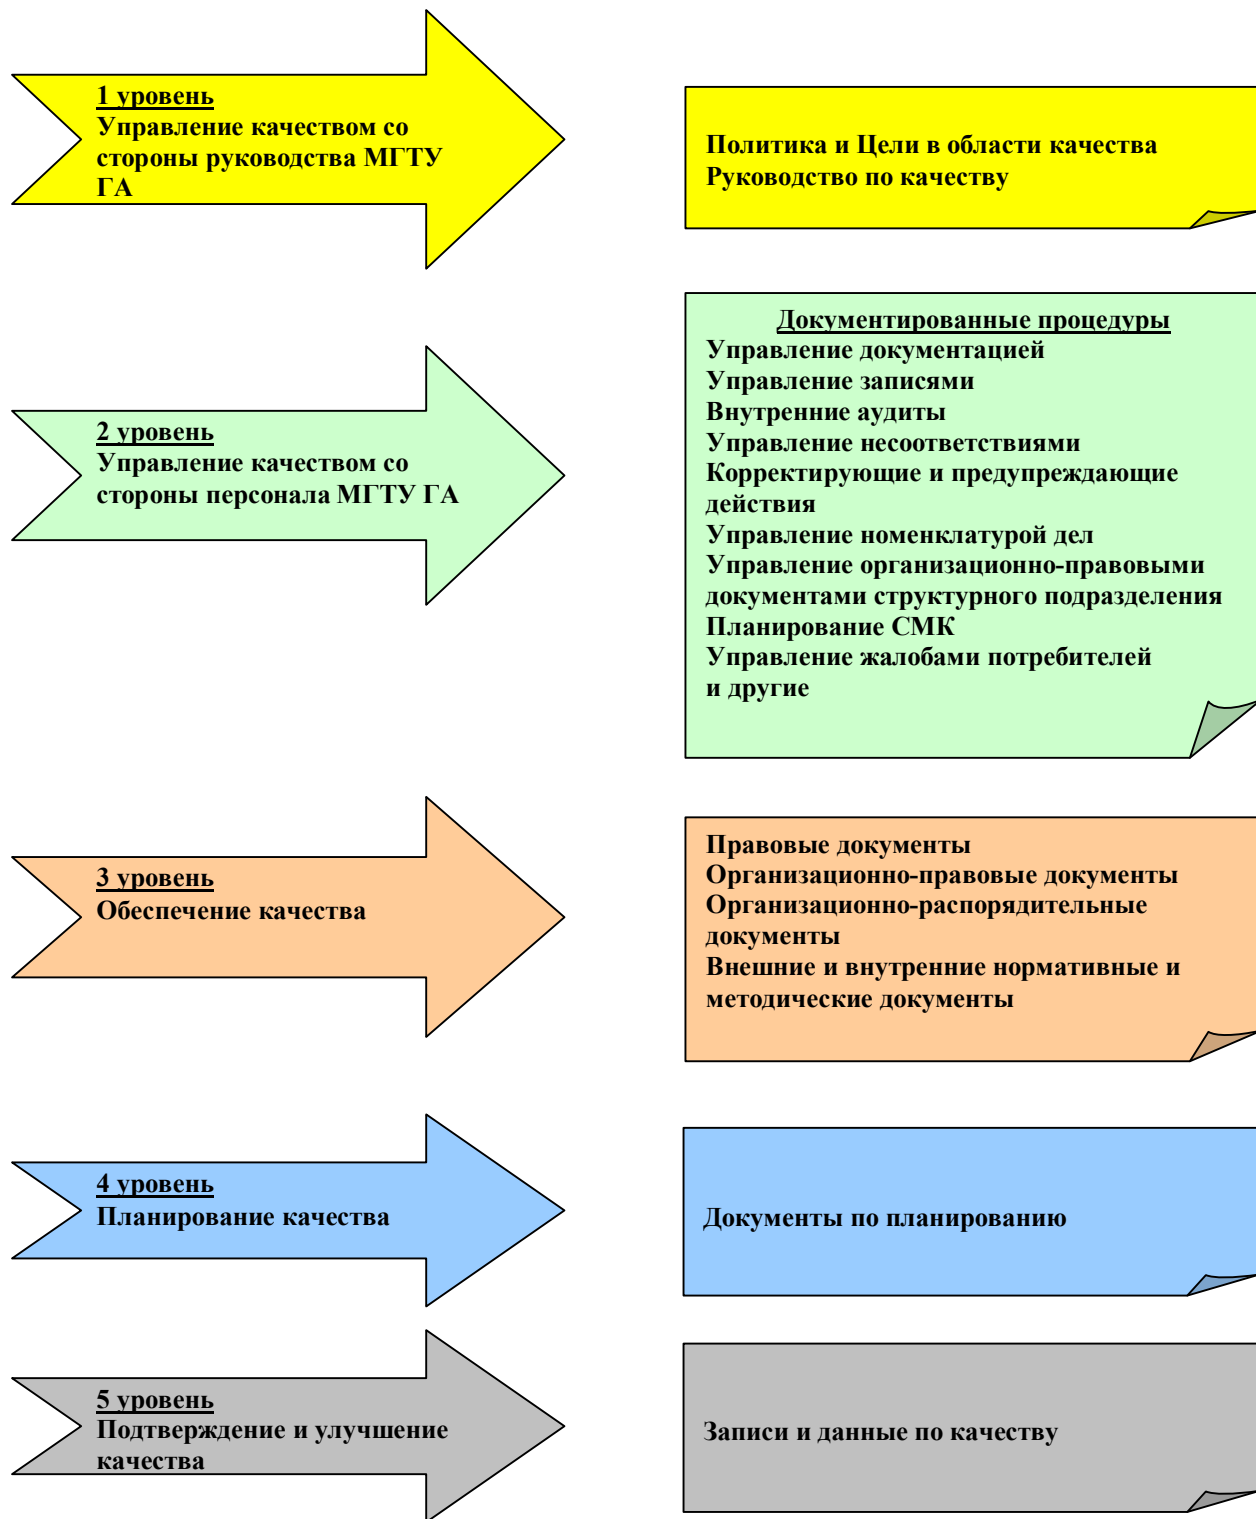 1 уровень
Управление качеством со
стороны руководства МГТУ
ГА
Политика и Цели в области качества
Руководство по качеству
2 уровень
Управление качеством со
стороны персонала МГТУ ГА
Документированные процедуры
Управление документацией
Управление записями
Внутренние аудиты
Управление несоответствиями
Корректирующие и предупреждающие
действия
Управление номенклатурой дел
Управление организационно-правовыми
документами структурного подразделения
Планирование СМК
Управление жалобами потребителей
и другие
3 уровень
Обеспечение качества
Правовые документы
Организационно-правовые документы
Организационно-распорядительные
документы
Внешние и внутренние нормативные и
методические документы
4 уровень
Планирование качества
Документы по планированию
5 уровень
Подтверждение и улучшение
качества
Записи и данные по качеству